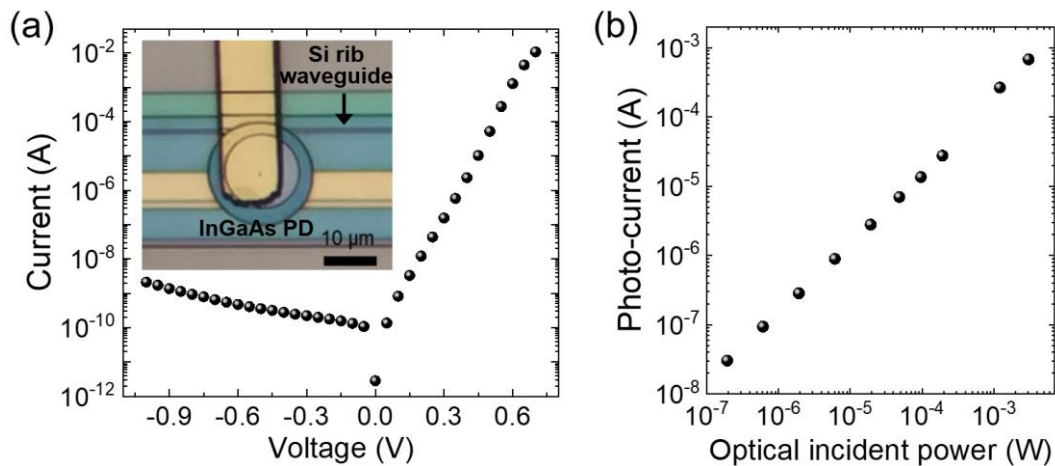 (a)
Current (A)
10⁻²
10⁻⁴
10⁻⁶
10⁻⁸
10⁻¹⁰
10⁻¹²
Si rib
waveguide
InGaAs PD
10 μm
-0.9 -0.6 -0.3 0.0 0.3 0.6
Voltage (V)
(b)
Photo-current (A)
10⁻³
10⁻⁴
10⁻⁵
10⁻⁶
10⁻⁷
10⁻⁸
10⁻⁷ 10⁻⁶ 10⁻⁵ 10⁻⁴ 10⁻³
Optical incident power (W)